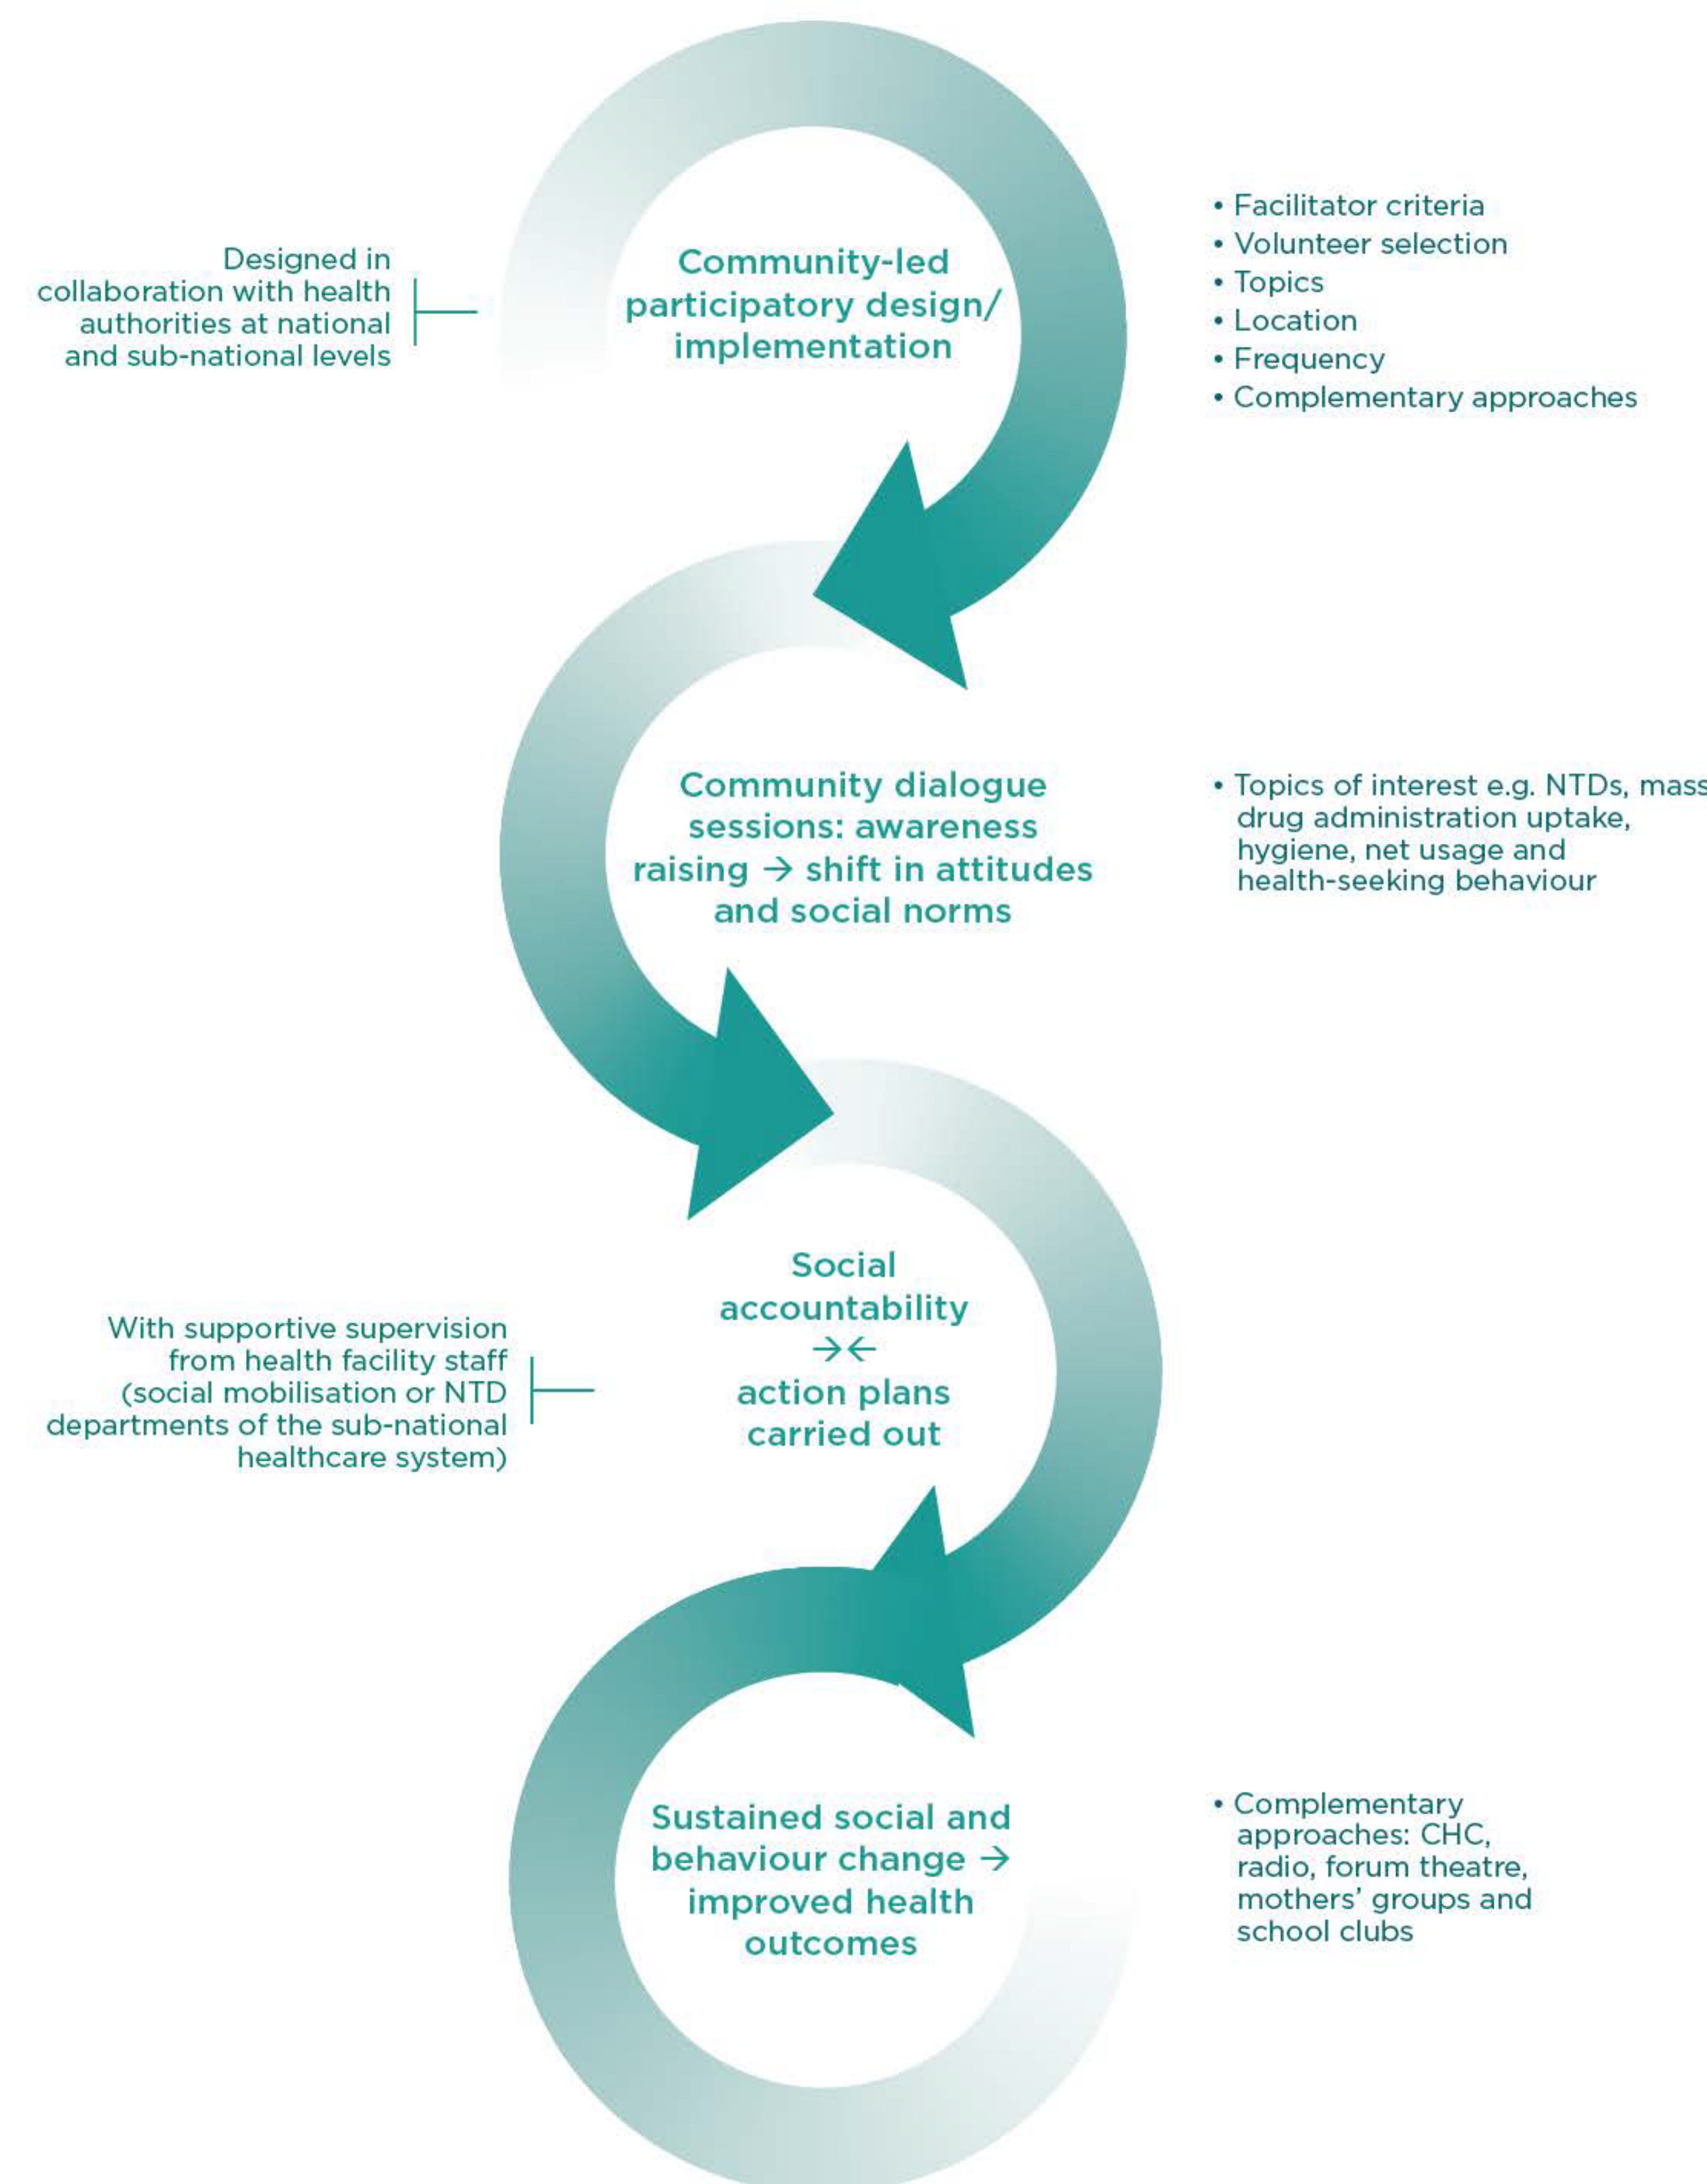 Designed in
collaboration with health
authorities at national
and sub-national levels
Community-led
participatory design/
implementation
• Facilitator criteria
• Volunteer selection
• Topics
• Location
• Frequency
• Complementary approaches
Community dialogue
sessions: awareness
raising → shift in attitudes
and social norms
• Topics of interest e.g. NTDs, mass
drug administration uptake,
hygiene, net usage and
health-seeking behaviour
With supportive supervision
from health facility staff
(social mobilisation or NTD
departments of the sub-national
healthcare system)
Social
accountability
→←
action plans
carried out
Sustained social and
behaviour change →
improved health
outcomes
• Complementary
approaches: CHC,
radio, forum theatre,
mothers’ groups and
school clubs